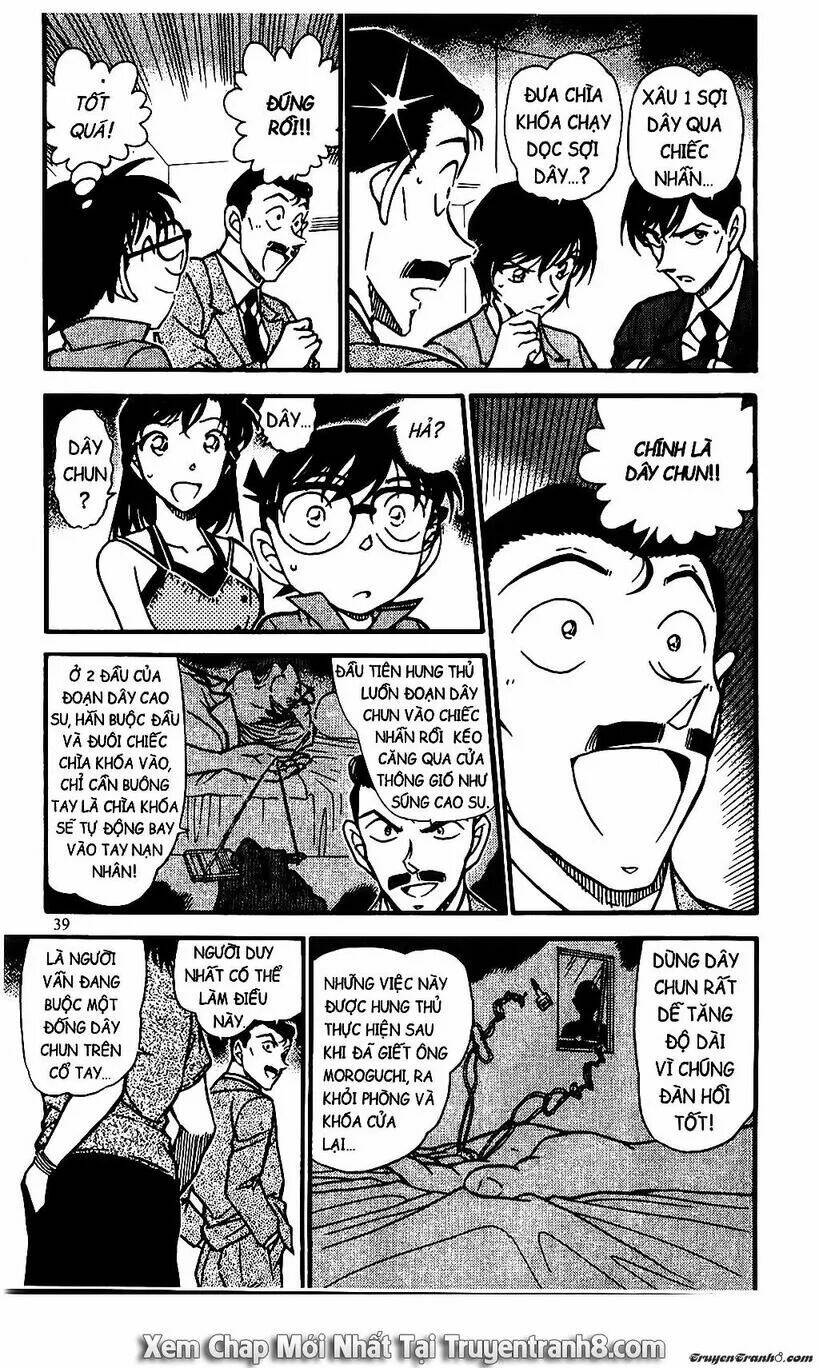 XÂU 1 SỢI
DÂY QUA
CHIẾC
NHẪN...
ĐƯA CHÌA
KHÓA CHẠY
DỌC SỢI
DÂY...?
ĐÚNG
RỒI!!
TỐT
QUÁ!
CHÍNH LÀ
DÂY CHUN!!
HẢ?
DÂY...
DÂY
CHUN
?
ĐẦU TIÊN HUNG THỦ
LUỒN ĐOẠN DÂY
CHUN VÀO CHIẾC
NHẪN RỒI KÉO
CĂNG QUA CỬA
THÔNG GIÓ NHƯ
SÚNG CAO SU.
Ở 2 ĐẦU CỦA
ĐOẠN DÂY CAO
SU, HẮN BUỘC ĐẦU
VÀ ĐUÔI CHIẾC
CHÌA KHÓA VÀO,
CHỈ CẦN BUÔNG
TAY LÀ CHÌA KHÓA
SẼ TỰ ĐỘNG BAY
VÀO TAY NẠN
NHÂN!
39
DÙNG DÂY
CHUN RẤT
DỄ TĂNG
ĐỘ DÀI
VÌ CHÚNG
ĐÀN HỒI
TỐT!
NHỮNG VIỆC NÀY
ĐƯỢC HUNG THỦ
THỰC HIỆN SAU
KHI ĐÃ GIẾT ÔNG
MOROGUCHI, RA
KHỎI PHÒNG VÀ
KHÓA CỬA
LẠI...
NGƯỜI DUY
NHẤT CÓ THỂ
LÀM ĐIỀU
NÀY..
LÀ NGƯỜI
VẪN ĐANG
BUỘC MỘT
ĐỐNG DÂY
CHUN TRÊN
CỔ TAY...
Xem Chap Mới Nhất Tại Truyentranh8.com
TruyenTranh8.com